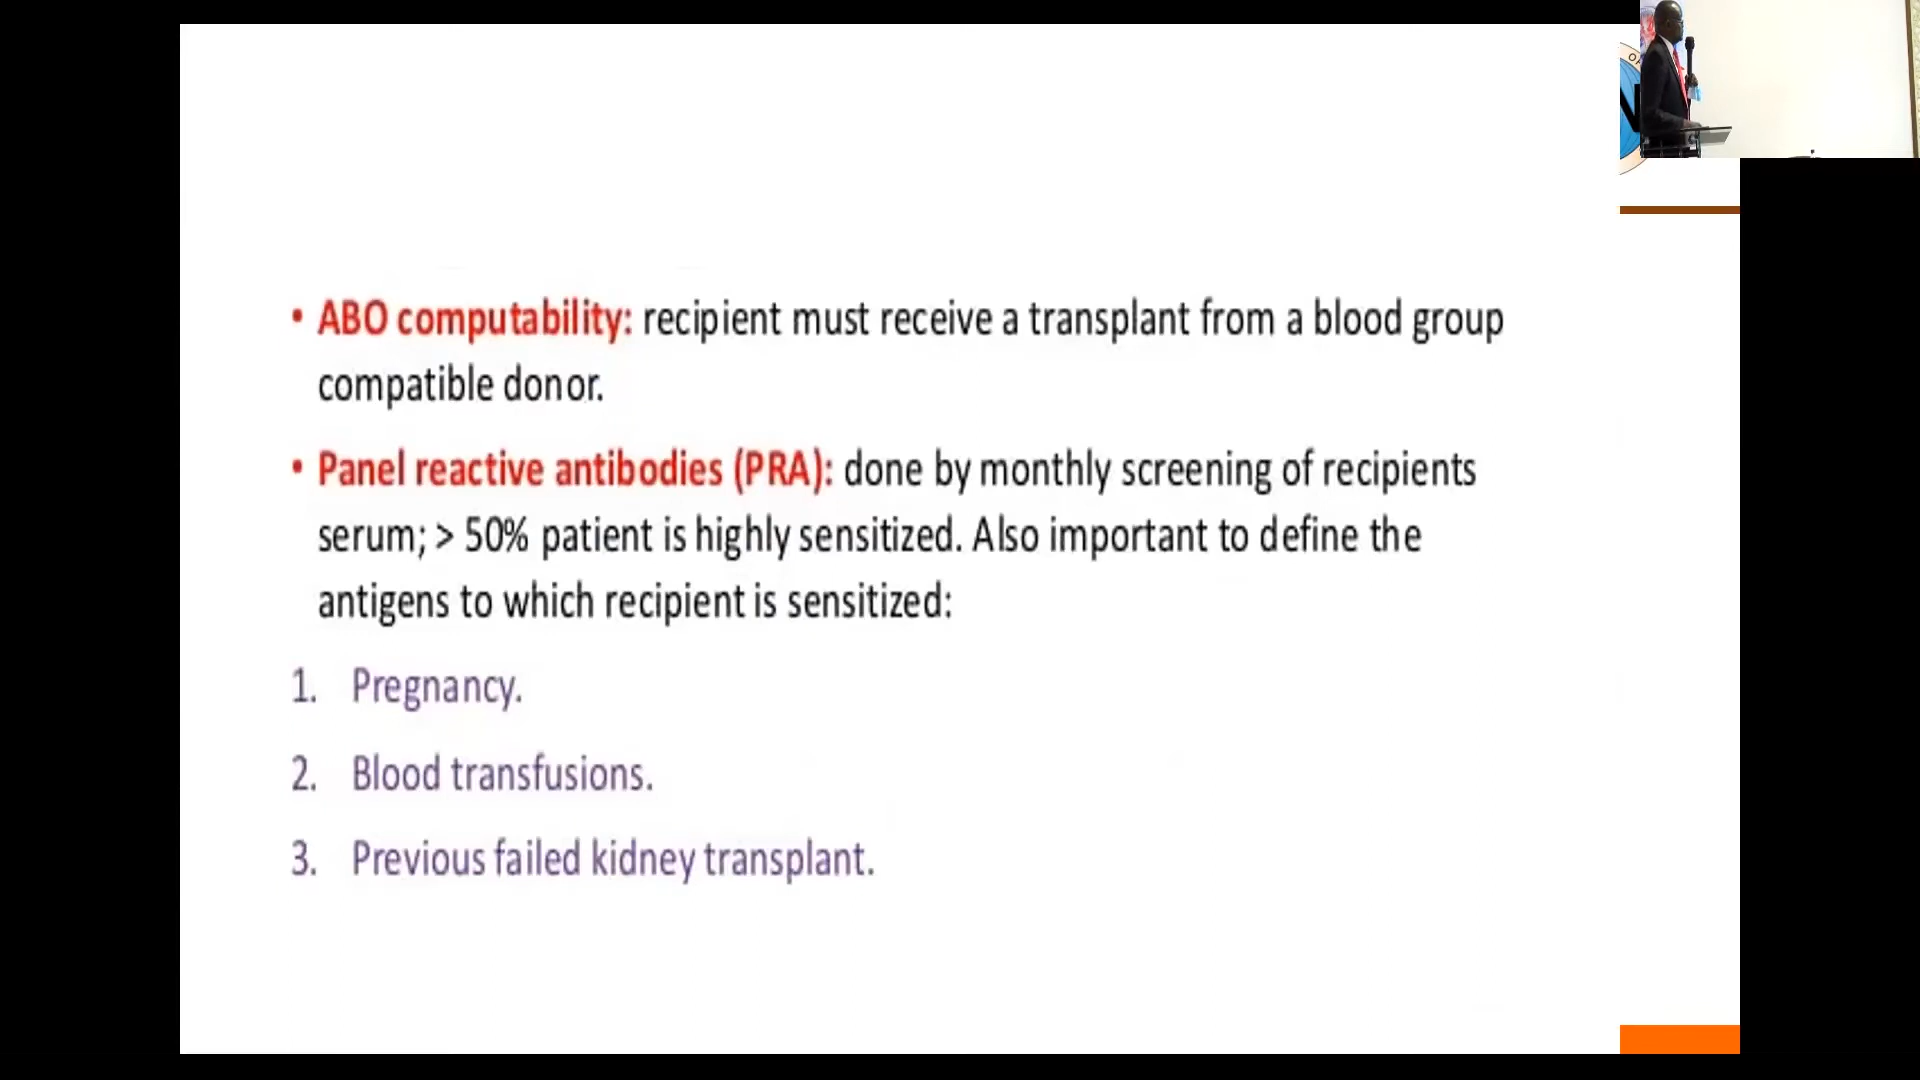 • ABO computability: recipient must receive a transplant from a blood group
compatible donor.
• Panel reactive antibodies (PRA): done by monthly screening of recipients
serum; > 50% patient is highly sensitized. Also important to define the
antigens to which recipient is sensitized:
1. Pregnancy.
2. Blood transfusions.
3. Previous failed kidney transplant.